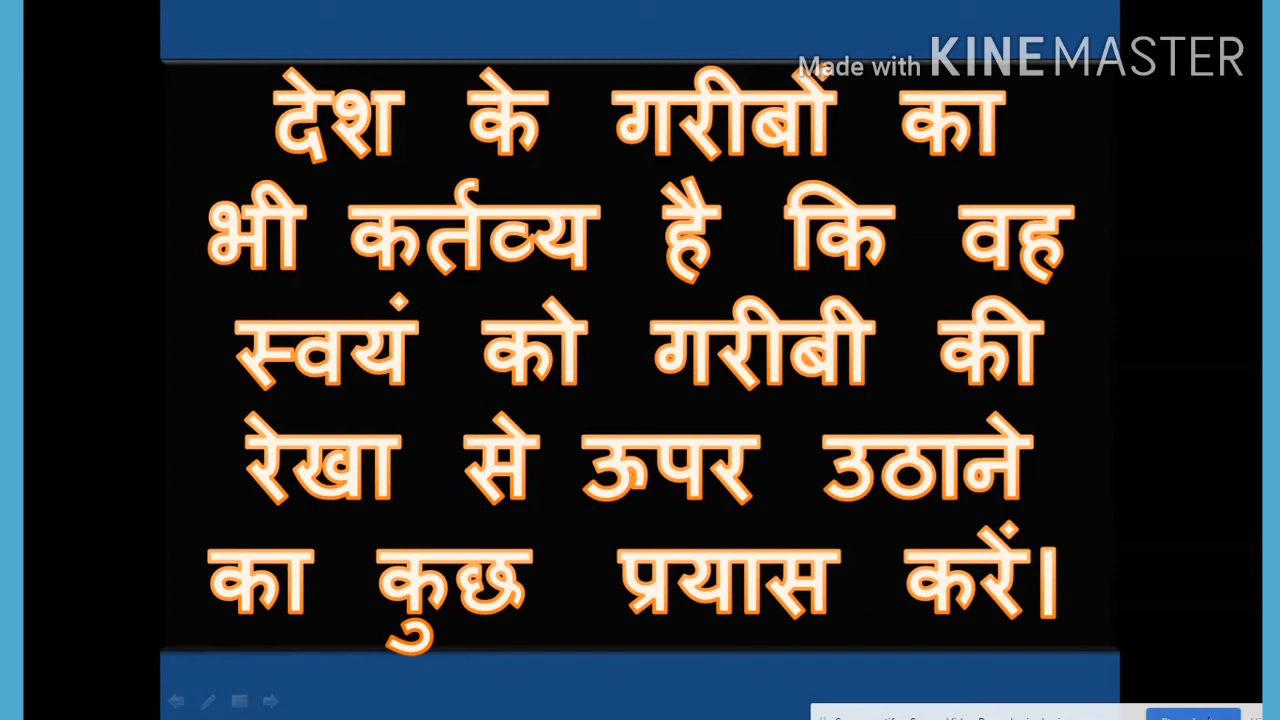 Made with KINEMASTER
देश के गरीबों का
भी कर्तव्य है कि वह
स्वयं को गरीबी की
रेखा से ऊपर उठाने
का कुछ प्रयास करें।